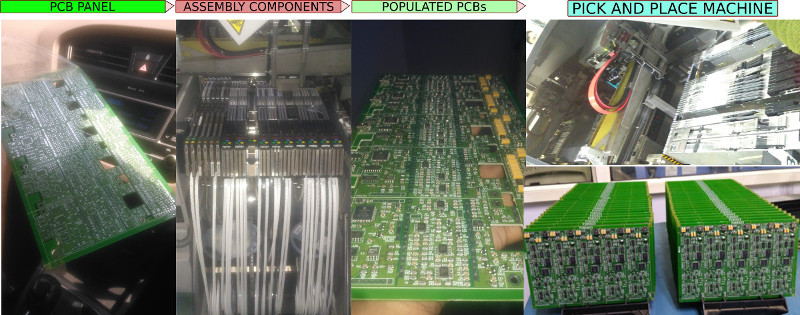 PCB PANEL
ASSEMBLY COMPONENTS
POPULATED PCBs
PICK AND PLACE MACHINE